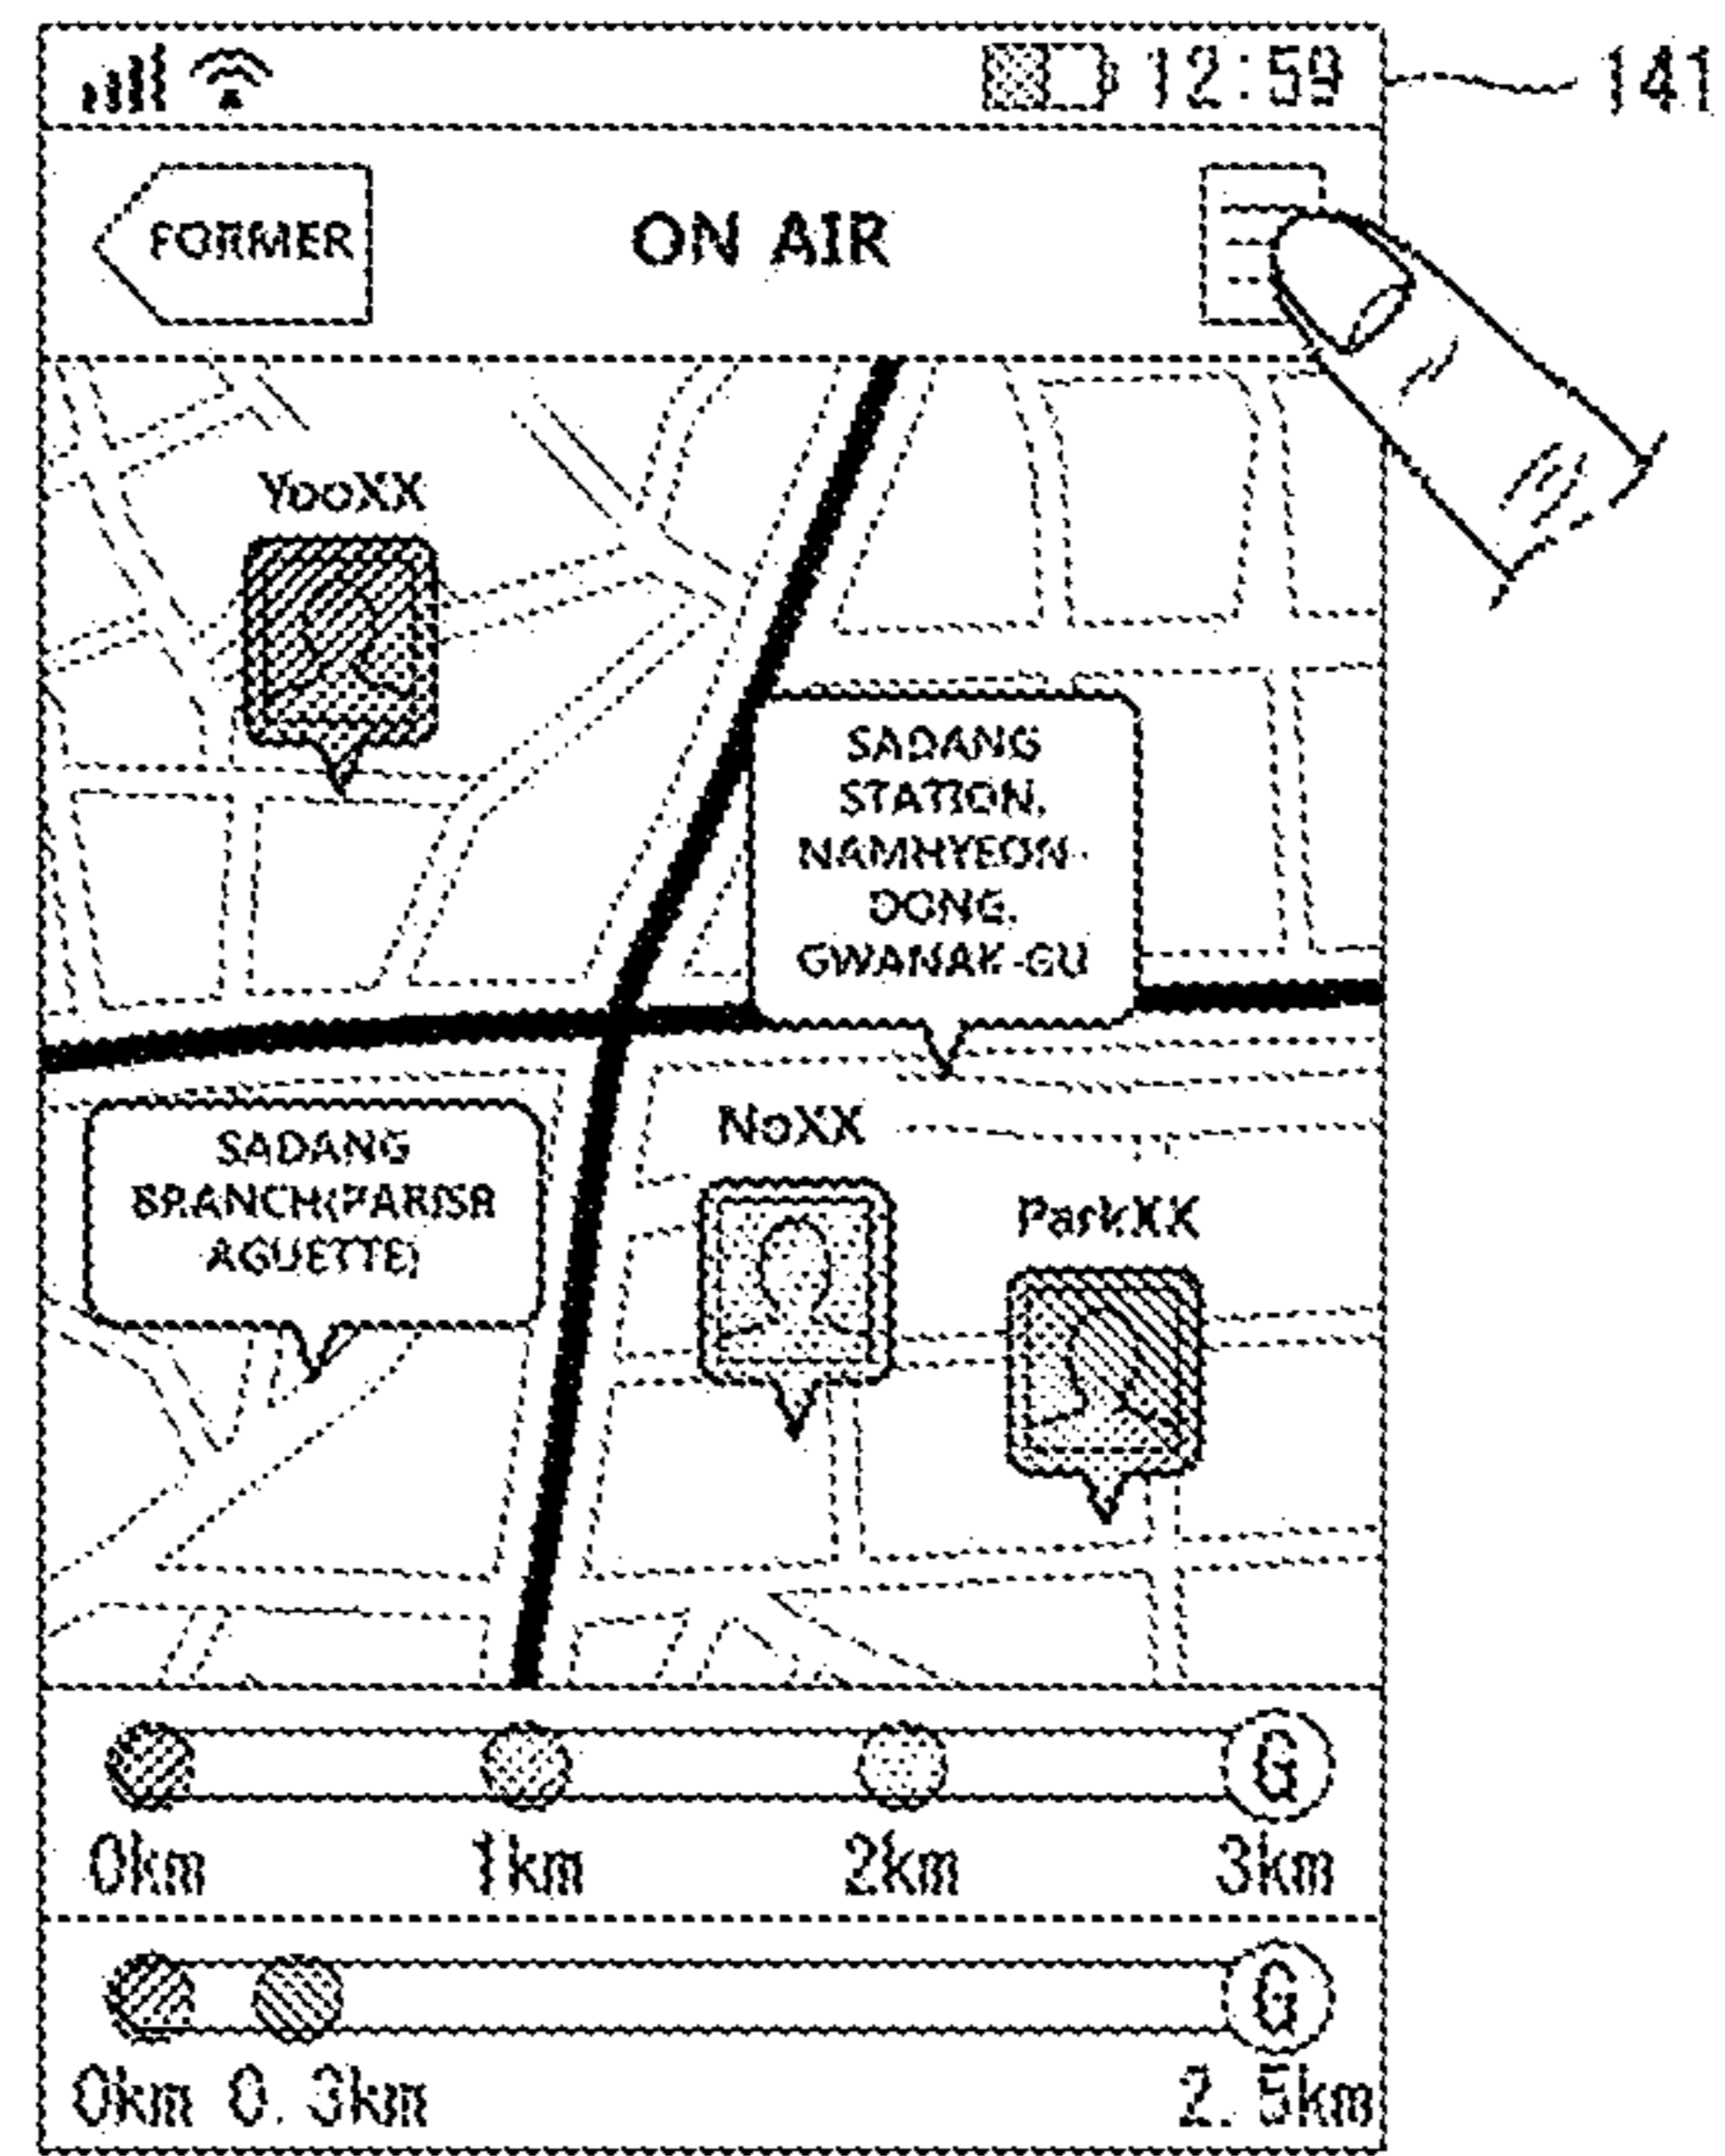 12:59
141
FORMER
ON AIR
YooXX
SADANG
STATION,
NAMHYEON-
DONG,
GWANAK-GU
SADANG
BRANCH(PARISR
AGUETTE)
NoXX
ParkXX
G
0km 1km 2km 3km
G
0km 0.3km 2.5km